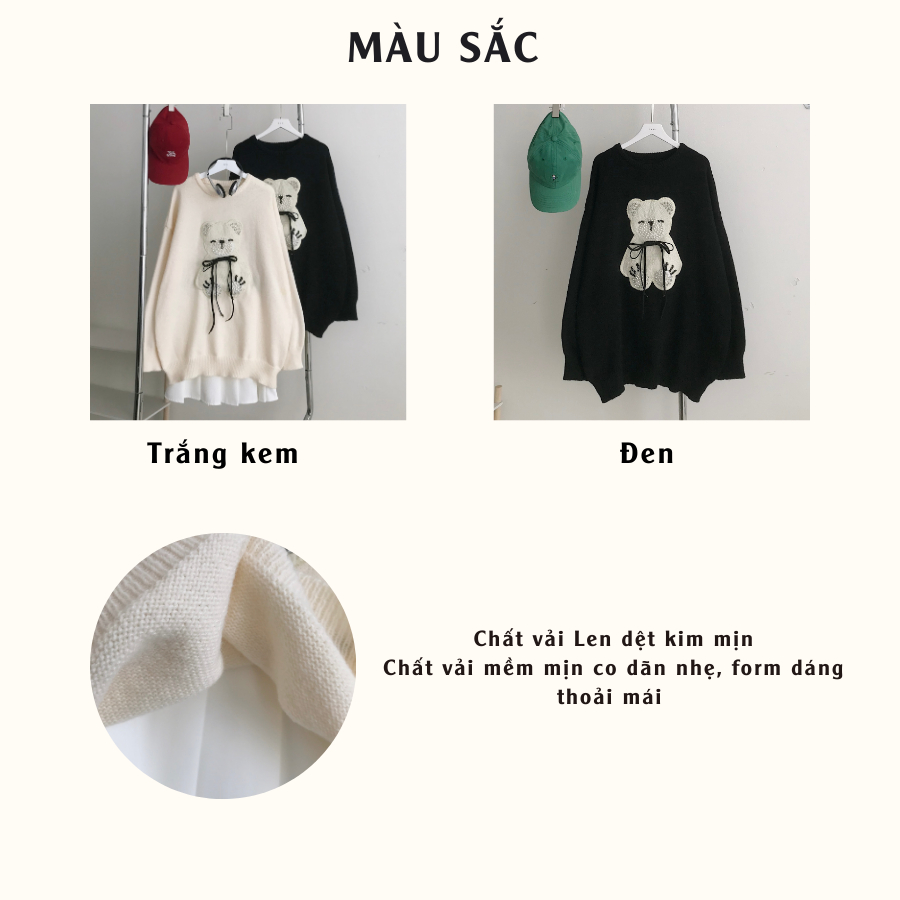 MÀU SẮC
Trắng kem
Đen
Chất vải Len dệt kim mịn
Chất vải mềm mịn co dãn nhẹ, form dáng
thoải mái